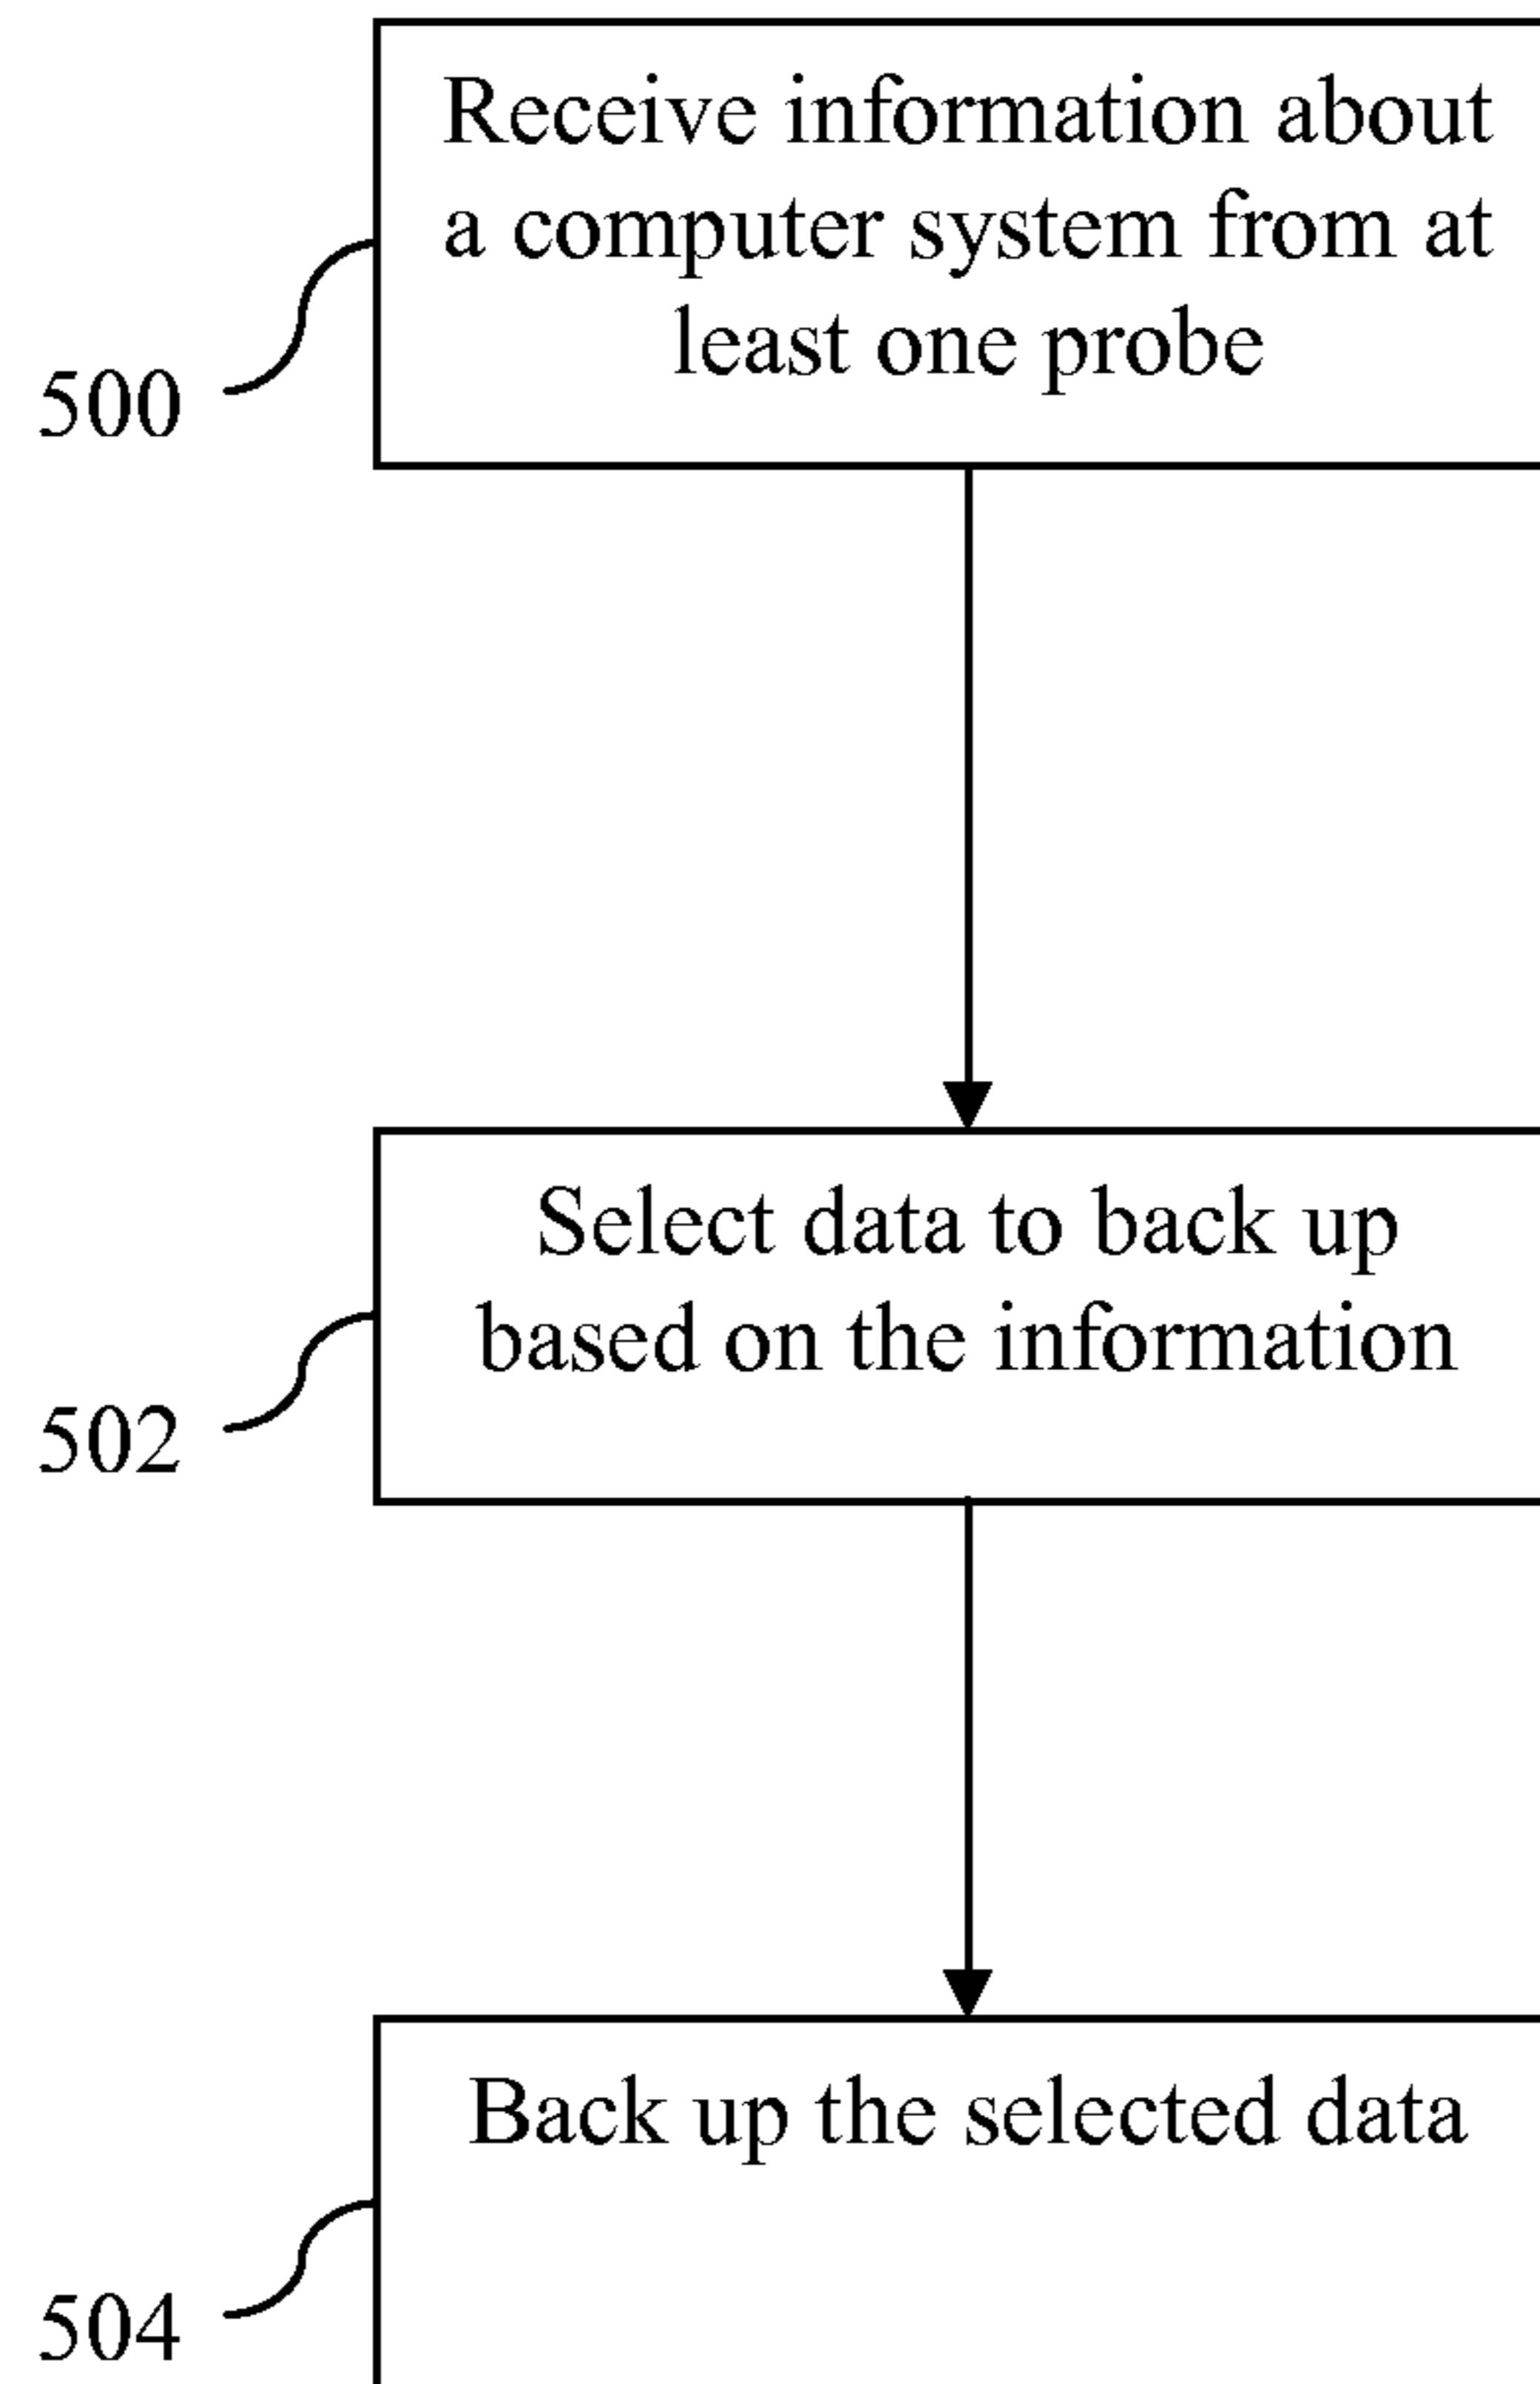 Receive information about
a computer system from at
least one probe
500
Select data to back up
based on the information
502
Back up the selected data
504